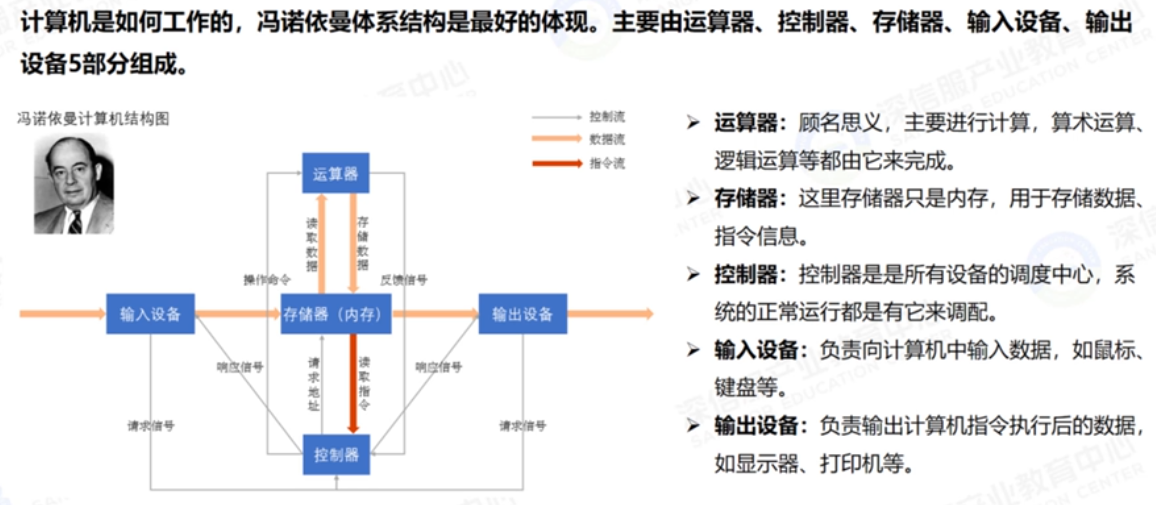 计算机是如何工作的，冯诺依曼体系结构是最好的体现。主要由运算器、控制器、存储器、输入设备、输出
设备5部分组成。
冯诺依曼计算机结构图
控制流
数据流
指令流
运算器
读取数据
存储数据
操作命令
反馈信号
输入设备
存储器（内存）
输出设备
响应信号
请求地址
读取指令
响应信号
请求信号
请求信号
控制器
➢ 运算器：顾名思义，主要进行计算，算术运算、
逻辑运算等都由它来完成。
➢ 存储器：这里存储器只是内存，用于存储数据、
指令信息。
➢ 控制器：控制器是是所有设备的调度中心，系
统的正常运行都是有它来调配。
➢ 输入设备：负责向计算机中输入数据，如鼠标、
键盘等。
➢ 输出设备：负责输出计算机指令执行后的数据，
如显示器、打印机等。
深信服产业教育中心
SANGFOR EDUCATION CENTER